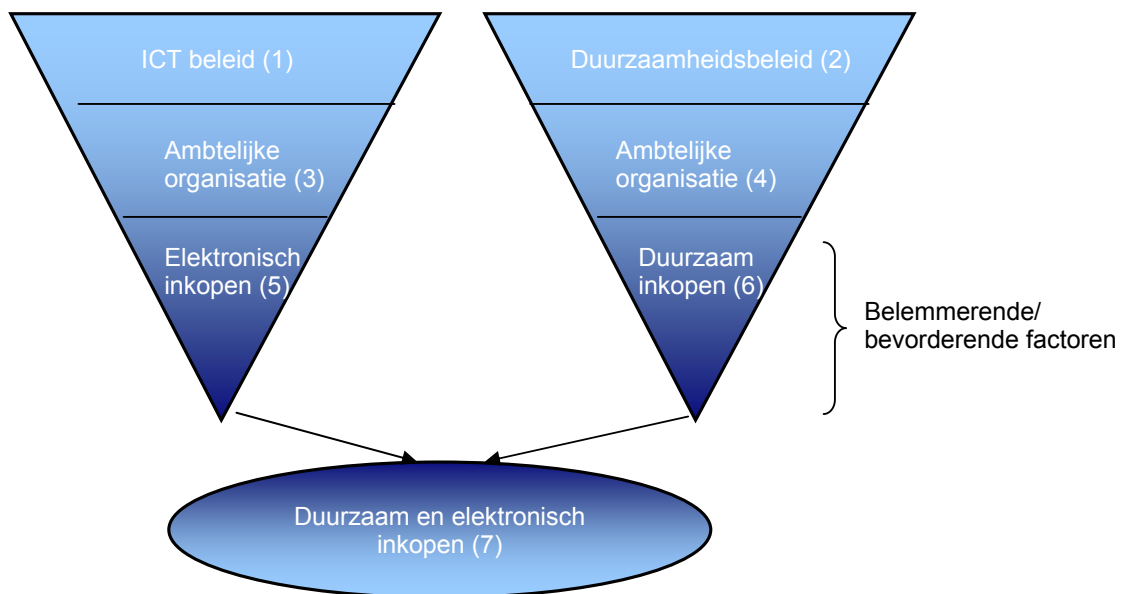 ICT beleid (1)
Duurzaamheidsbeleid (2)
Ambtelijke
organisatie (3)
Ambtelijke
organisatie (4)
Elektronisch
inkopen (5)
Duurzaam
inkopen (6)
Belemmerende/
bevorderende factoren
Duurzaam en elektronisch
inkopen (7)